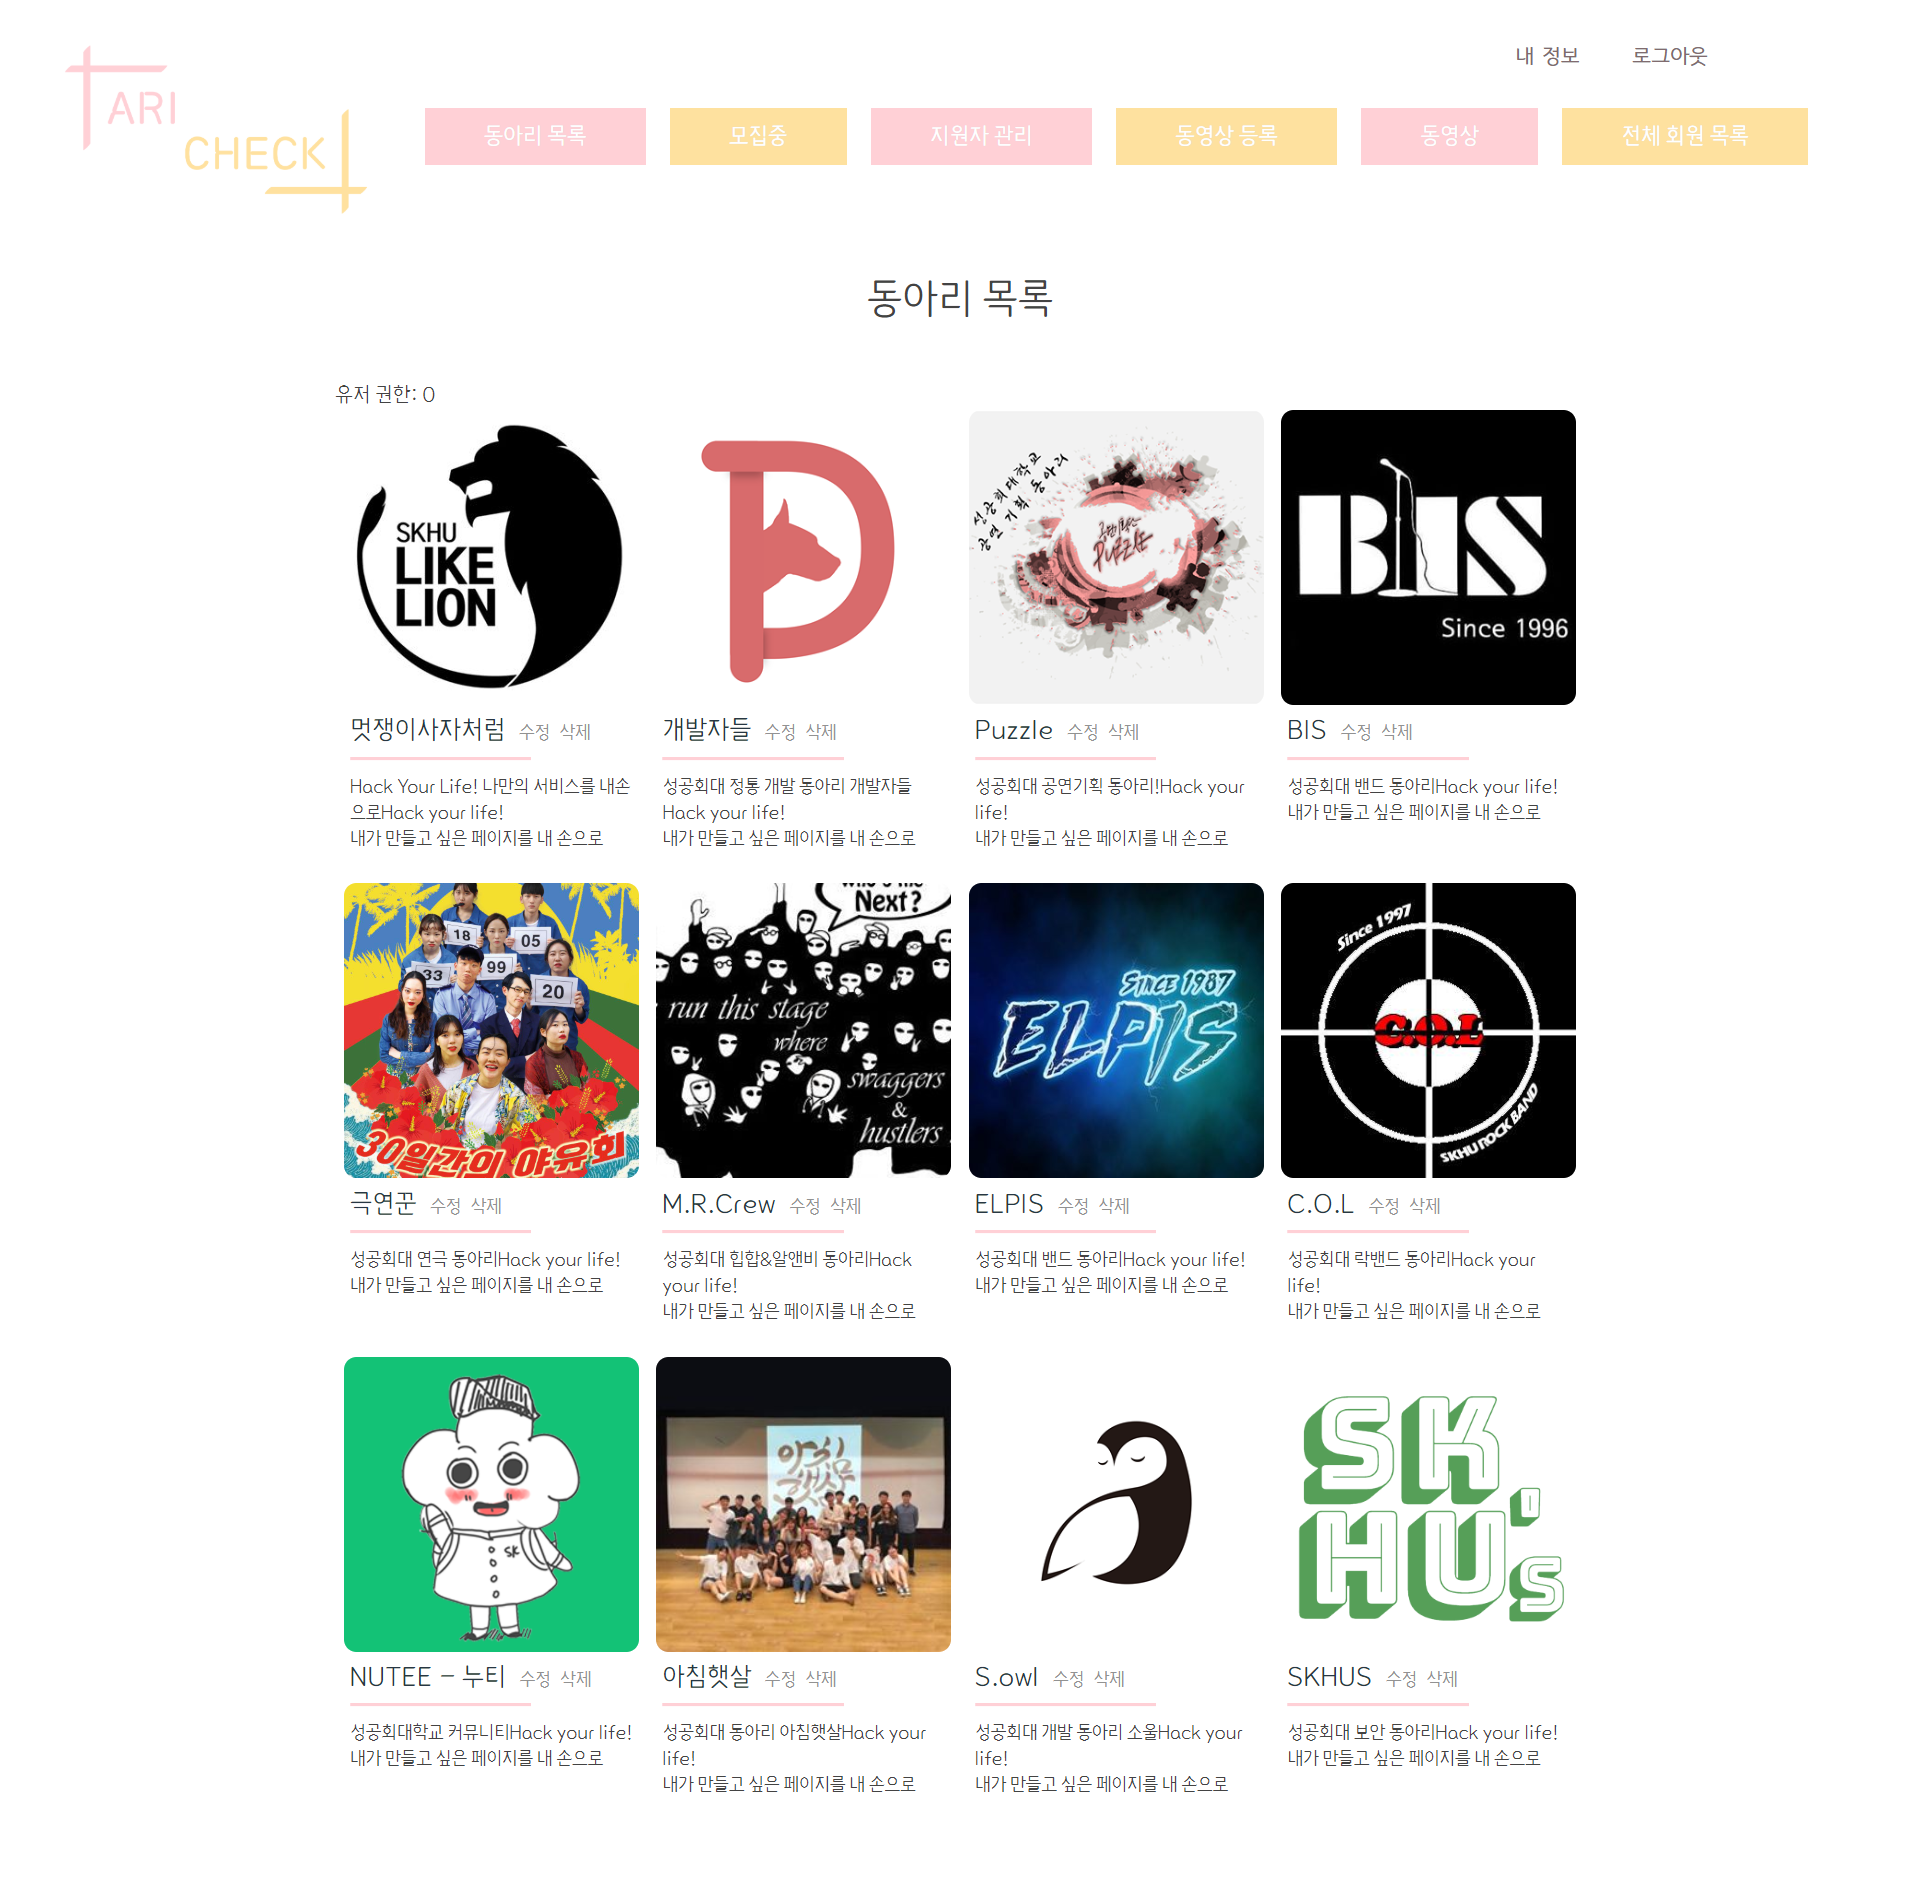 내 정보 로그아웃
TARI
CHECK
동아리 목록 모집중 지원자 관리 동영상 등록 동영상 전체 회원 목록
동아리 목록
유저 권한: 0
SKHU
LIKE
LION
성공회대학교
공연 기획 동아리
PUZZLE
BIS
Since 1996
멋쟁이사자처럼 수정 삭제
Hack Your Life! 나만의 서비스를 내손
으로Hack your life!
내가 만들고 싶은 페이지를 내 손으로
개발자들 수정 삭제
성공회대 정통 개발 동아리 개발자들
Hack your life!
내가 만들고 싶은 페이지를 내 손으로
Puzzle 수정 삭제
성공회대 공연기획 동아리!Hack your
life!
내가 만들고 싶은 페이지를 내 손으로
BIS 수정 삭제
성공회대 밴드 동아리Hack your life!
내가 만들고 싶은 페이지를 내 손으로
18
05
33
99
20
30일간의 야유회
Next?
run this stage
where
swaggers
&
hustlers
SINCE 1987
ELPIS
Since 1997
C.O.L
SKHU ROCK BAND
극연꾼 수정 삭제
성공회대 연극 동아리Hack your life!
내가 만들고 싶은 페이지를 내 손으로
M.R.Crew 수정 삭제
성공회대 힙합&알앤비 동아리Hack
your life!
내가 만들고 싶은 페이지를 내 손으로
ELPIS 수정 삭제
성공회대 밴드 동아리Hack your life!
내가 만들고 싶은 페이지를 내 손으로
C.O.L 수정 삭제
성공회대 락밴드 동아리Hack your
life!
내가 만들고 싶은 페이지를 내 손으로
SK
아침
햇살
SK
HU's
NUTEE - 누티 수정 삭제
성공회대학교 커뮤니티Hack your life!
내가 만들고 싶은 페이지를 내 손으로
아침햇살 수정 삭제
성공회대 동아리 아침햇살Hack your
life!
내가 만들고 싶은 페이지를 내 손으로
S.owl 수정 삭제
성공회대 개발 동아리 소울Hack your
life!
내가 만들고 싶은 페이지를 내 손으로
SKHUS 수정 삭제
성공회대 보안 동아리Hack your life!
내가 만들고 싶은 페이지를 내 손으로